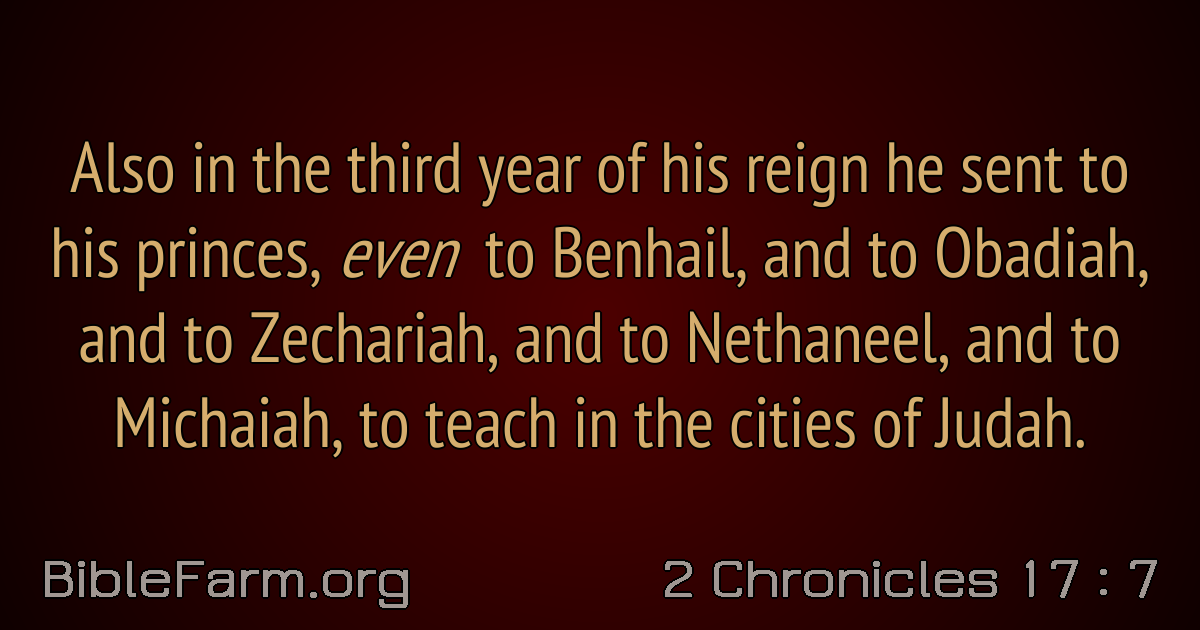 Also in the third year of his reign he sent to
his princes, even to Benhail, and to Obadiah,
and to Zechariah, and to Nethaneel, and to
Michaiah, to teach in the cities of Judah.
BibleFarm.org
2 Chronicles 17 : 7